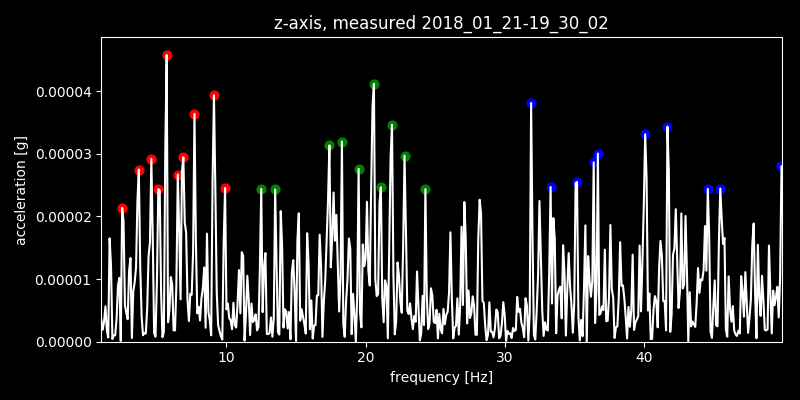 z-axis, measured 2018_01_21-19_30_02
acceleration [g]
0.00004
0.00003
0.00002
0.00001
0.00000
10 20 30 40
frequency [Hz]